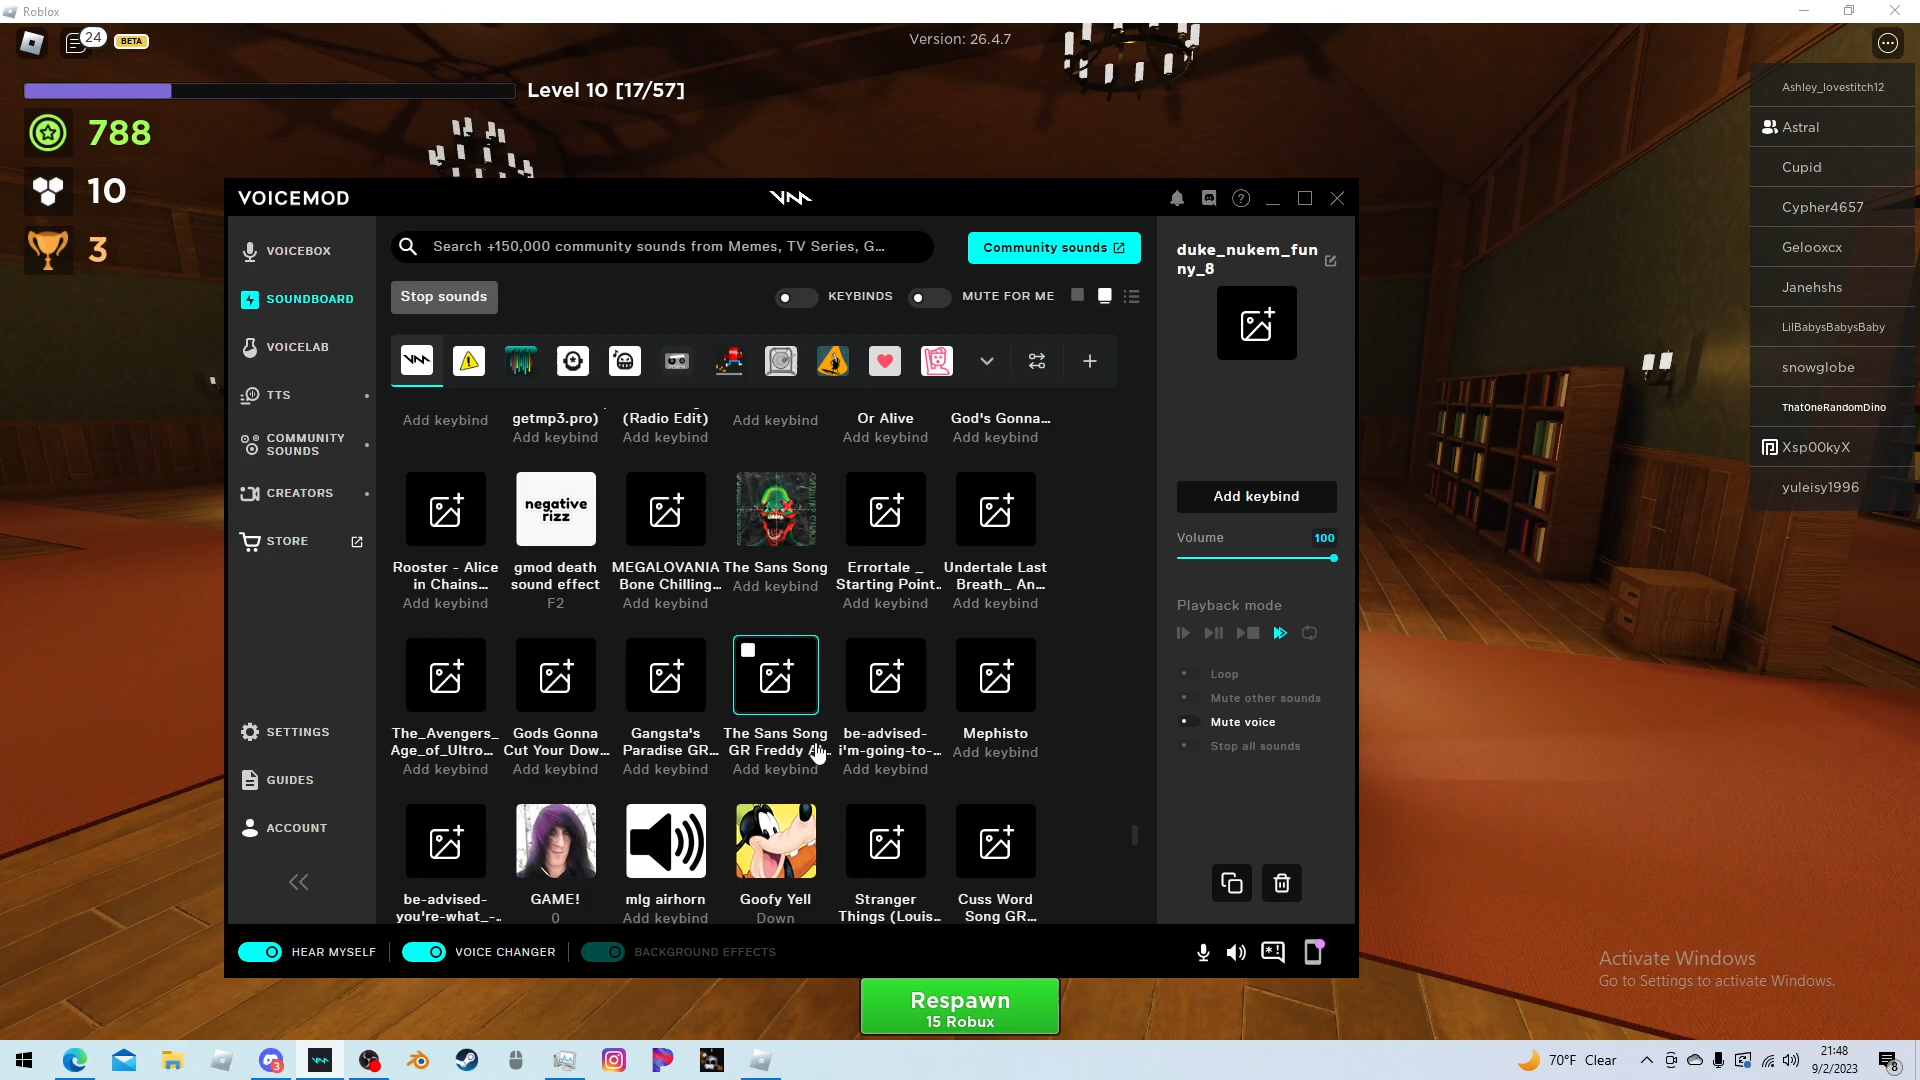 Roblox
24
BETA
Version: 26.4.7
Level 10 [17/57]
788
10
3
Ashley_lovestitch12
Astral
Cupid
Cypher4657
Gelooxcx
Janehshs
LilBabysBabysBaby
snowglobe
ThatOneRandomDino
Xsp00kyX
yuleisy1996
VOICEMOD
VOICEBOX
SOUNDBOARD
VOICELAB
TTS
COMMUNITY
SOUNDS
CREATORS
STORE
SETTINGS
GUIDES
ACCOUNT
Search +150,000 community sounds from Memes, TV Series, G...
Community sounds
Stop sounds
KEYBINDS
MUTE FOR ME
Add keybind
getmp3.pro)
Add keybind
(Radio Edit)
Add keybind
Add keybind
Or Alive
Add keybind
God's Gonna...
Add keybind
negative
rizz
Rooster - Alice
in Chains...
Add keybind
gmod death
sound effect
F2
MEGALOVANIA
Bone Chilling...
Add keybind
The Sans Song
Add keybind
Errortale _
Starting Point...
Add keybind
Undertale Last
Breath_ An...
Add keybind
The_Avengers_
Age_of_Ultro...
Add keybind
Gods Gonna
Cut Your Dow...
Add keybind
Gangsta's
Paradise GR...
Add keybind
The Sans Song
GR Freddy
Add keybind
be-advised-
i'm-going-to-...
Add keybind
Mephisto
Add keybind
be-advised-
you're-what_-...
GAME!
0
mlg airhorn
Add keybind
Goofy Yell
Down
Stranger
Things (Louis...
Cuss Word
Song GR...
duke_nukem_fun
ny_8
Add keybind
Volume
100
Playback mode
Loop
Mute other sounds
Mute voice
Stop all sounds
HEAR MYSELF
VOICE CHANGER
BACKGROUND EFFECTS
Respawn
15 Robux
Activate Windows
Go to Settings to activate Windows.
3
70°F Clear
21:48
9/2/2023
8